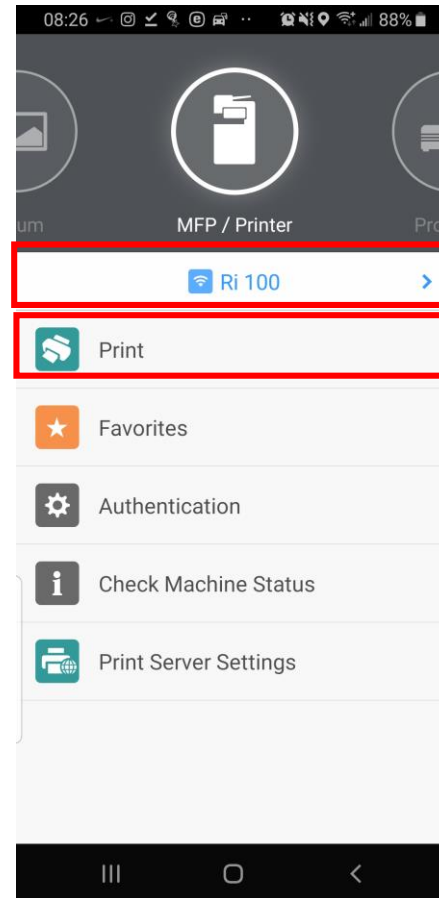 08:26 88%
um MFP / Printer Pro
Ri 100
Print
Favorites
Authentication
Check Machine Status
Print Server Settings